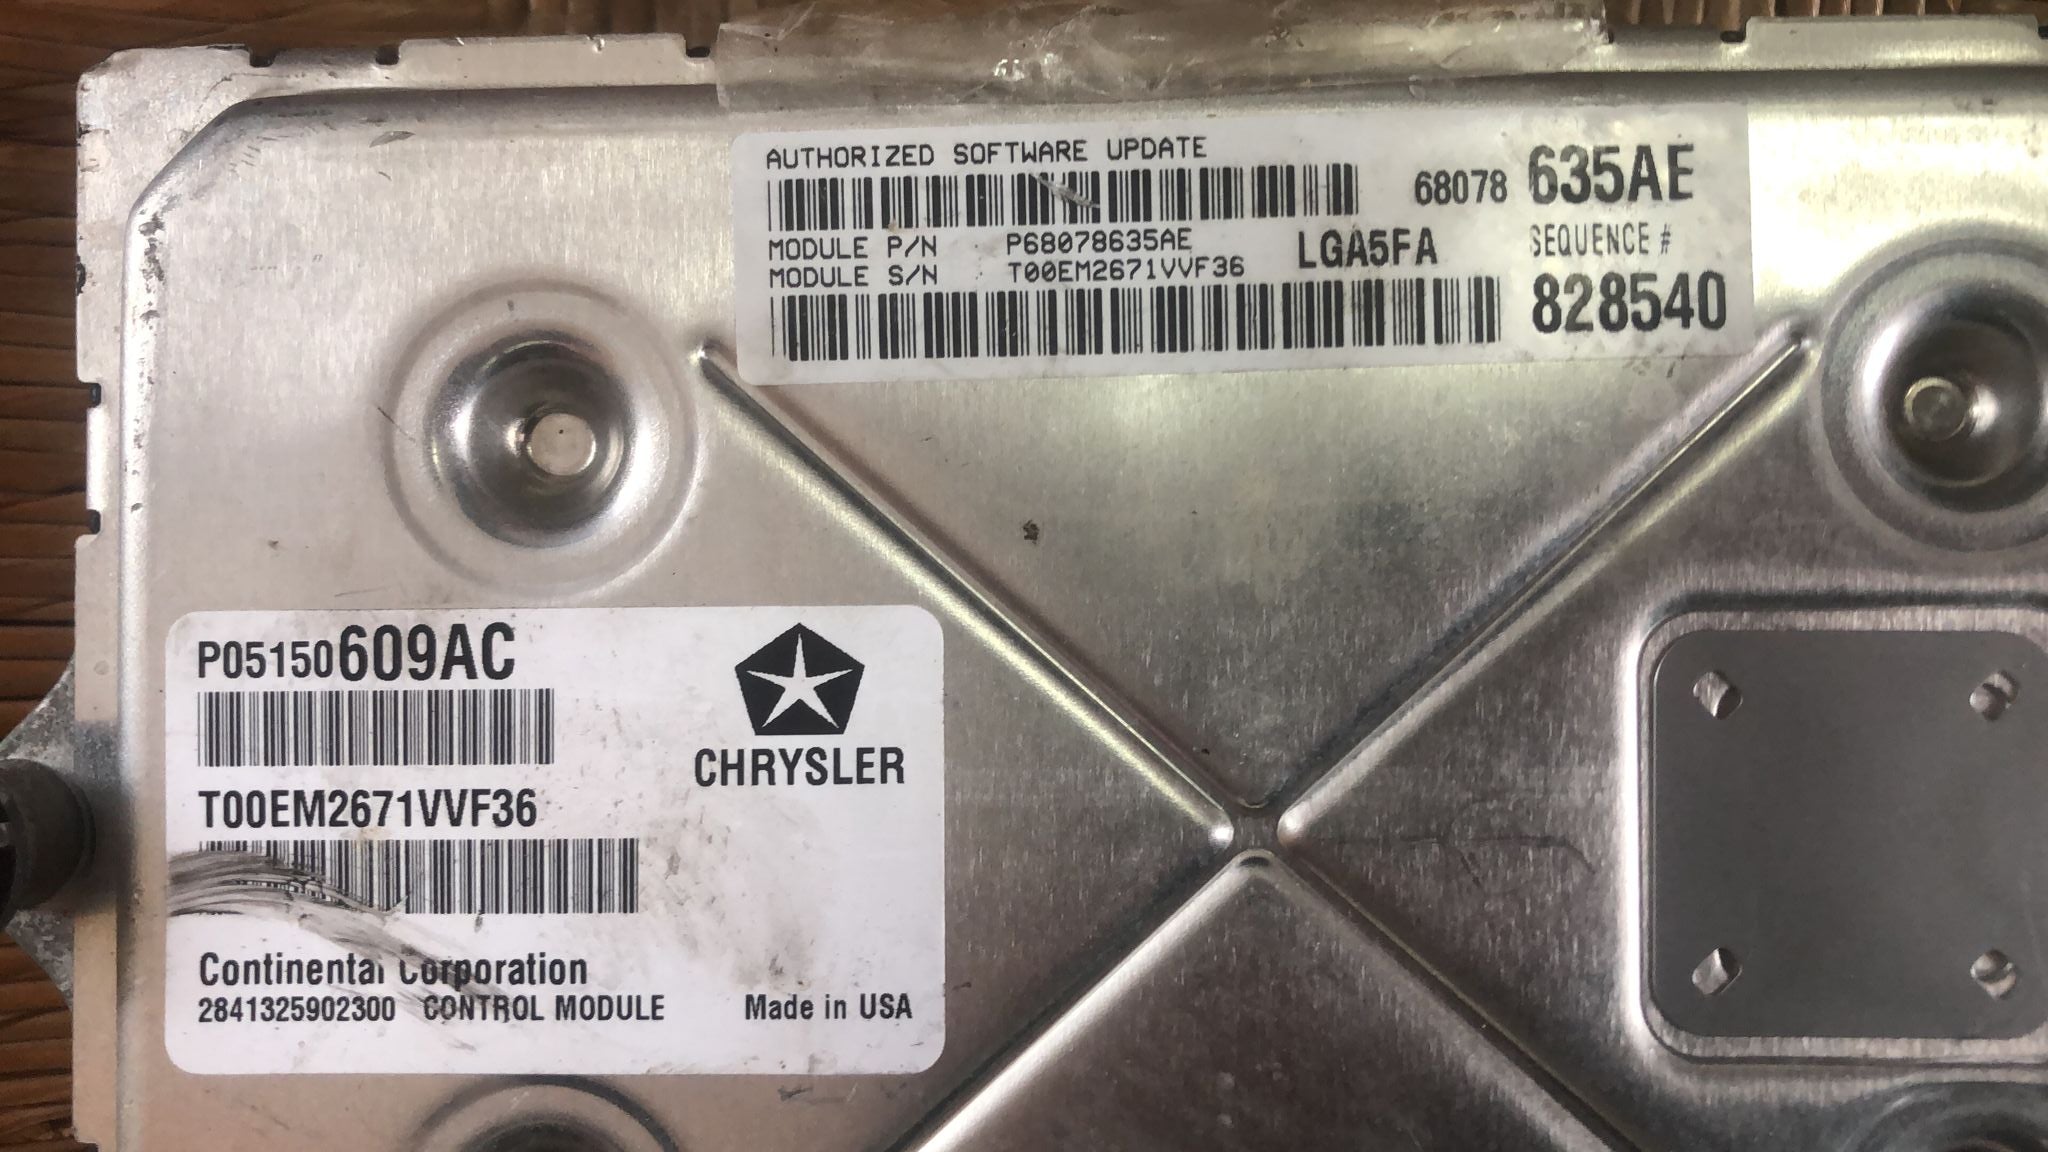 AUTHORIZED SOFTWARE UPDATE
68078 635AE
MODULE P/N P68078635AE
MODULE S/N T00EM2671VVF36
LGA5FA
SEQUENCE #
828540
P05150609AC
CHRYSLER
T00EM2671VVF36
Continental Corporation
2841325902300 CONTROL MODULE Made in USA